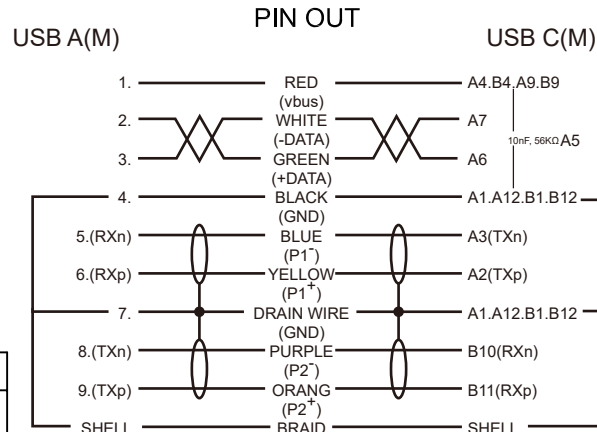 PIN OUT
USB A(M) USB C(M)
1. RED A4.B4.A9.B9
(vbus)
2. WHITE A7
(-DATA) 10nF, 56KΩ A5
3. GREEN A6
(+DATA)
4. BLACK A1.A12.B1.B12
(GND)
5.(RXn) BLUE A3(TXn)
(P1-)
6.(RXp) YELLOW A2(TXp)
(P1+)
7. DRAIN WIRE A1.A12.B1.B12
(GND)
8.(TXn) PURPLE B10(RXn)
(P2-)
9.(TXp) ORANG B11(RXp)
(P2+)
SHELL BRAID SHELL